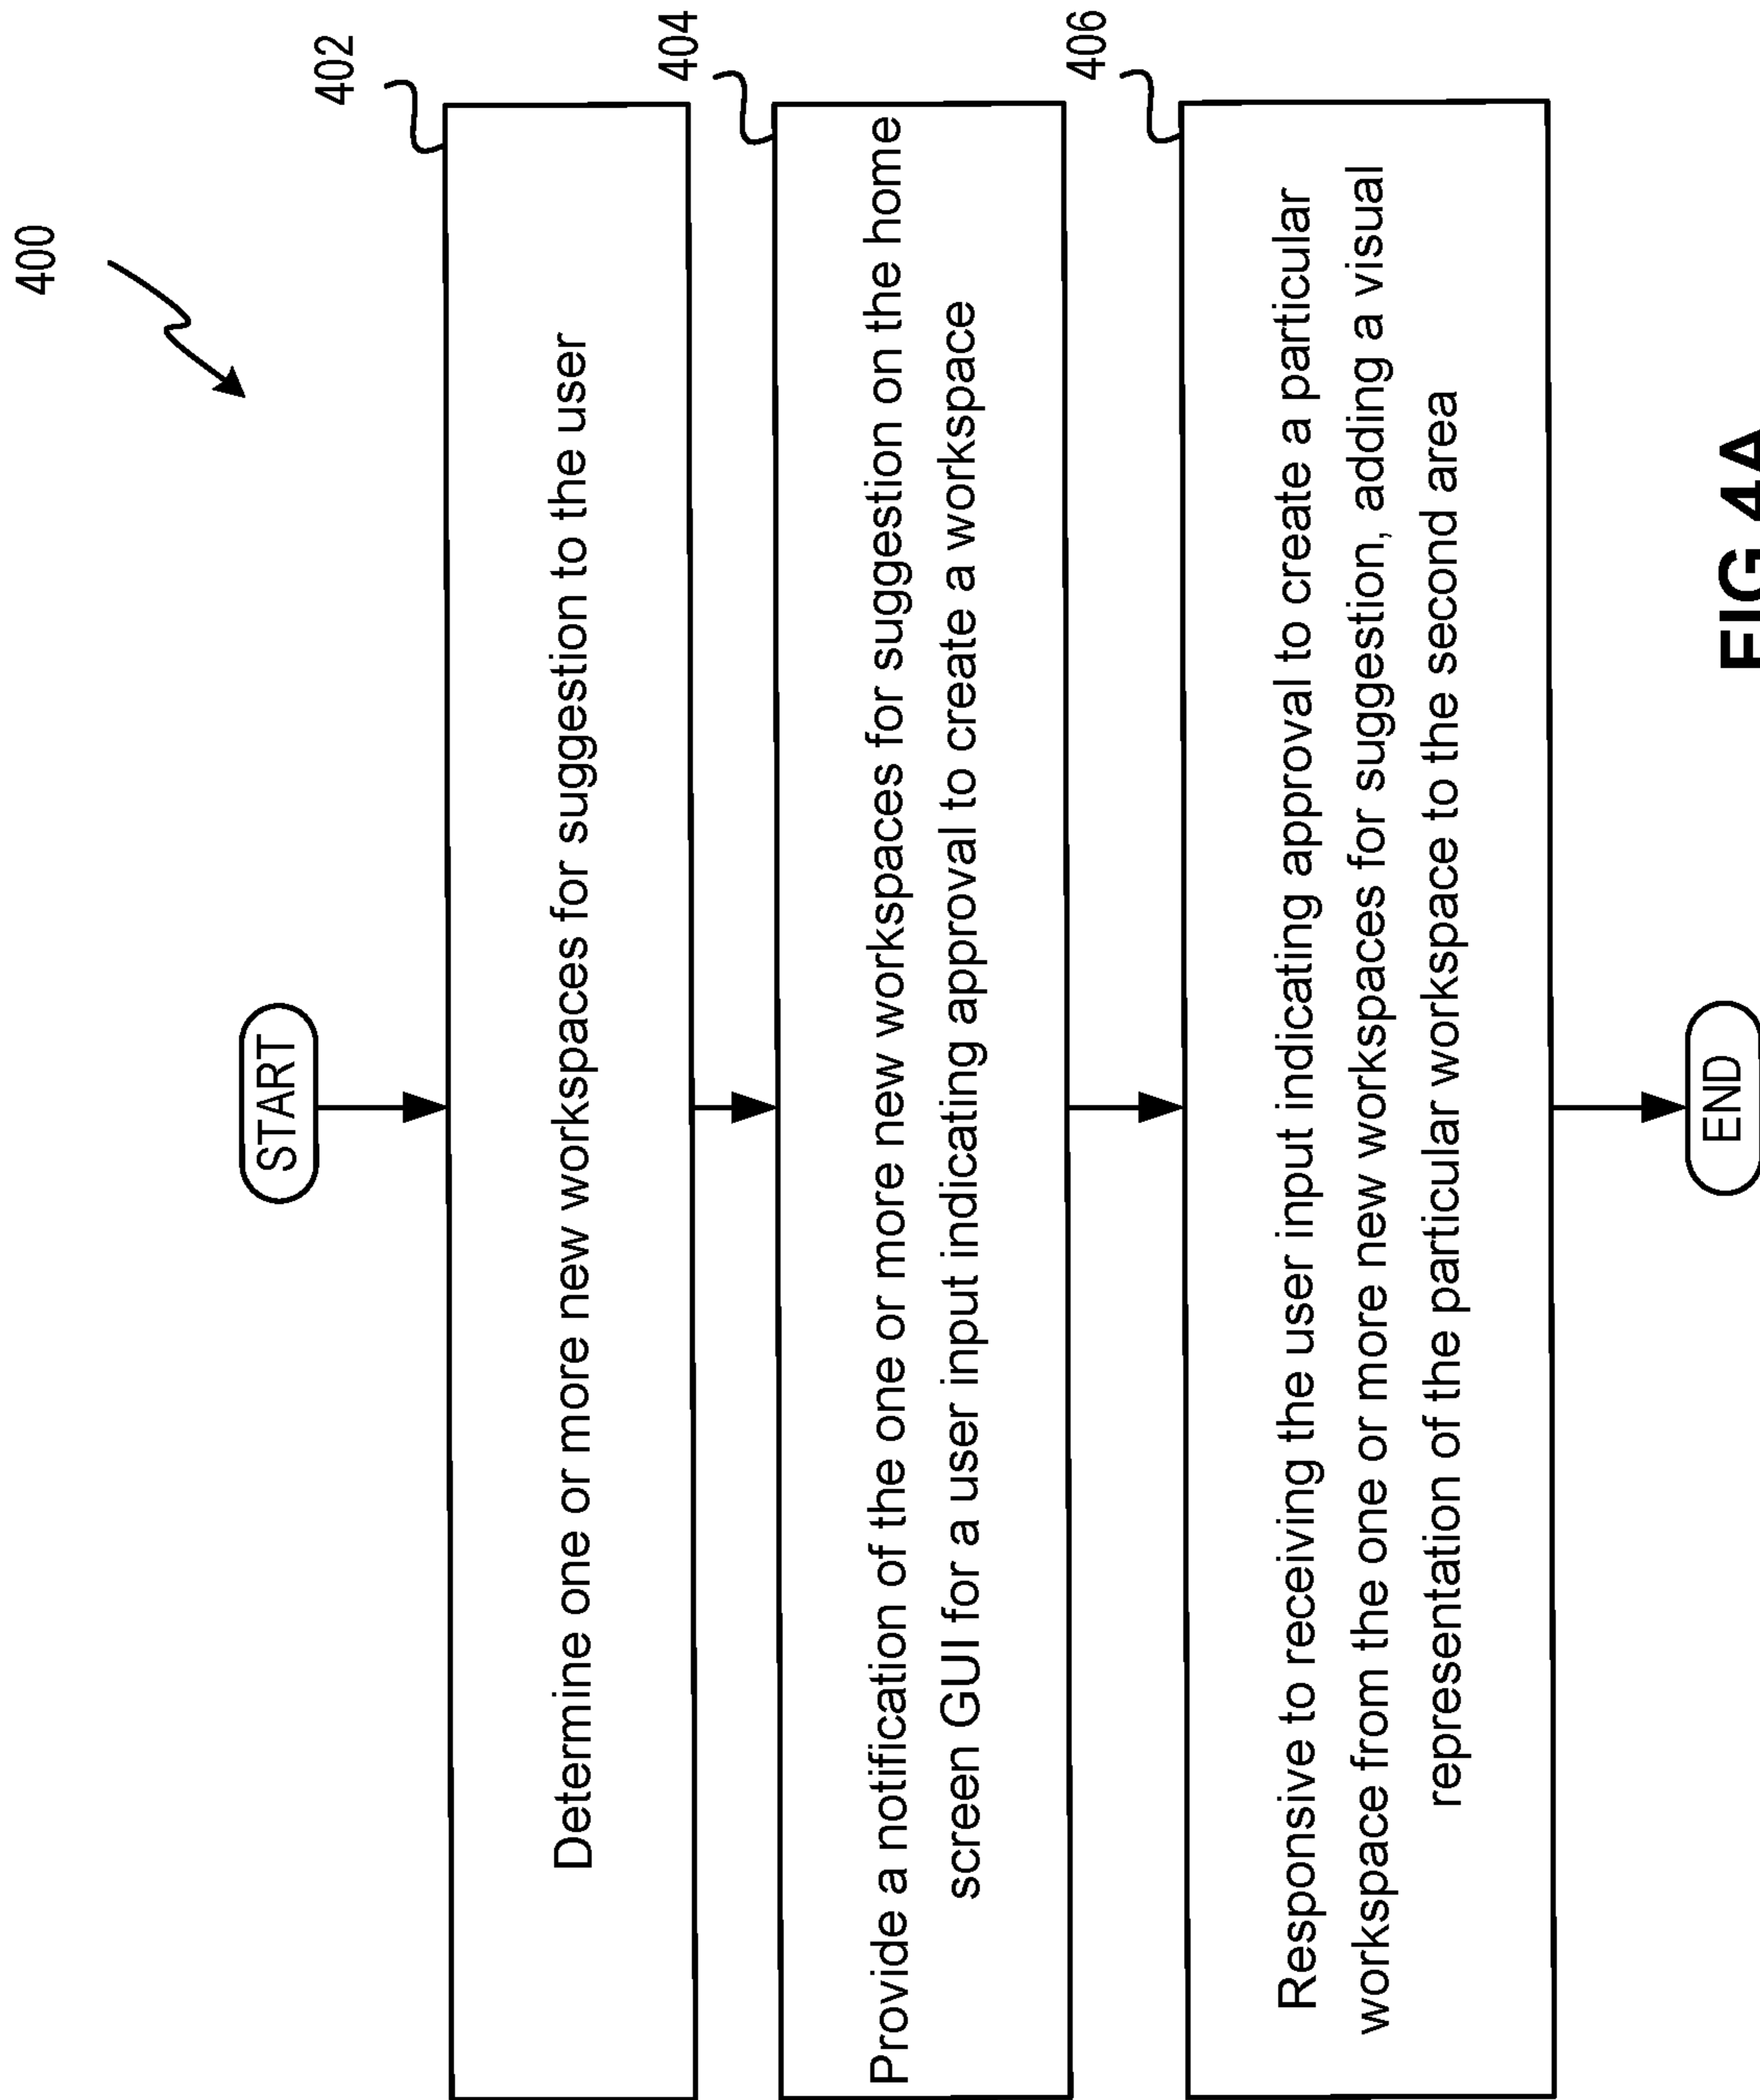 400
START
402
Determine one or more new workspaces for suggestion to the user
404
Provide a notification of the one or more new workspaces for suggestion on the home
screen GUI for a user input indicating approval to create a workspace
406
Responsive to receiving the user input indicating approval to create a particular
workspace from the one or more new workspaces for suggestion, adding a visual
representation of the particular workspace to the second area
END
FIG.4A